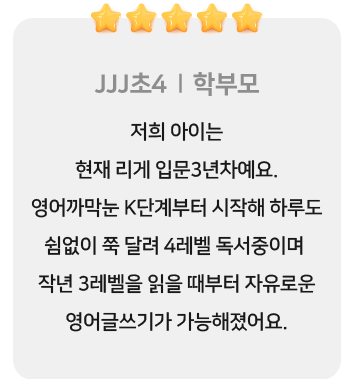 JJJ초4 | 학부모
저희 아이는
현재 리게 입문3년차예요.
영어까막눈 K단계부터 시작해 하루도
쉼없이 쭉 달려 4레벨 독서중이며
작년 3레벨을 읽을 때부터 자유로운
영어글쓰기가 가능해졌어요.